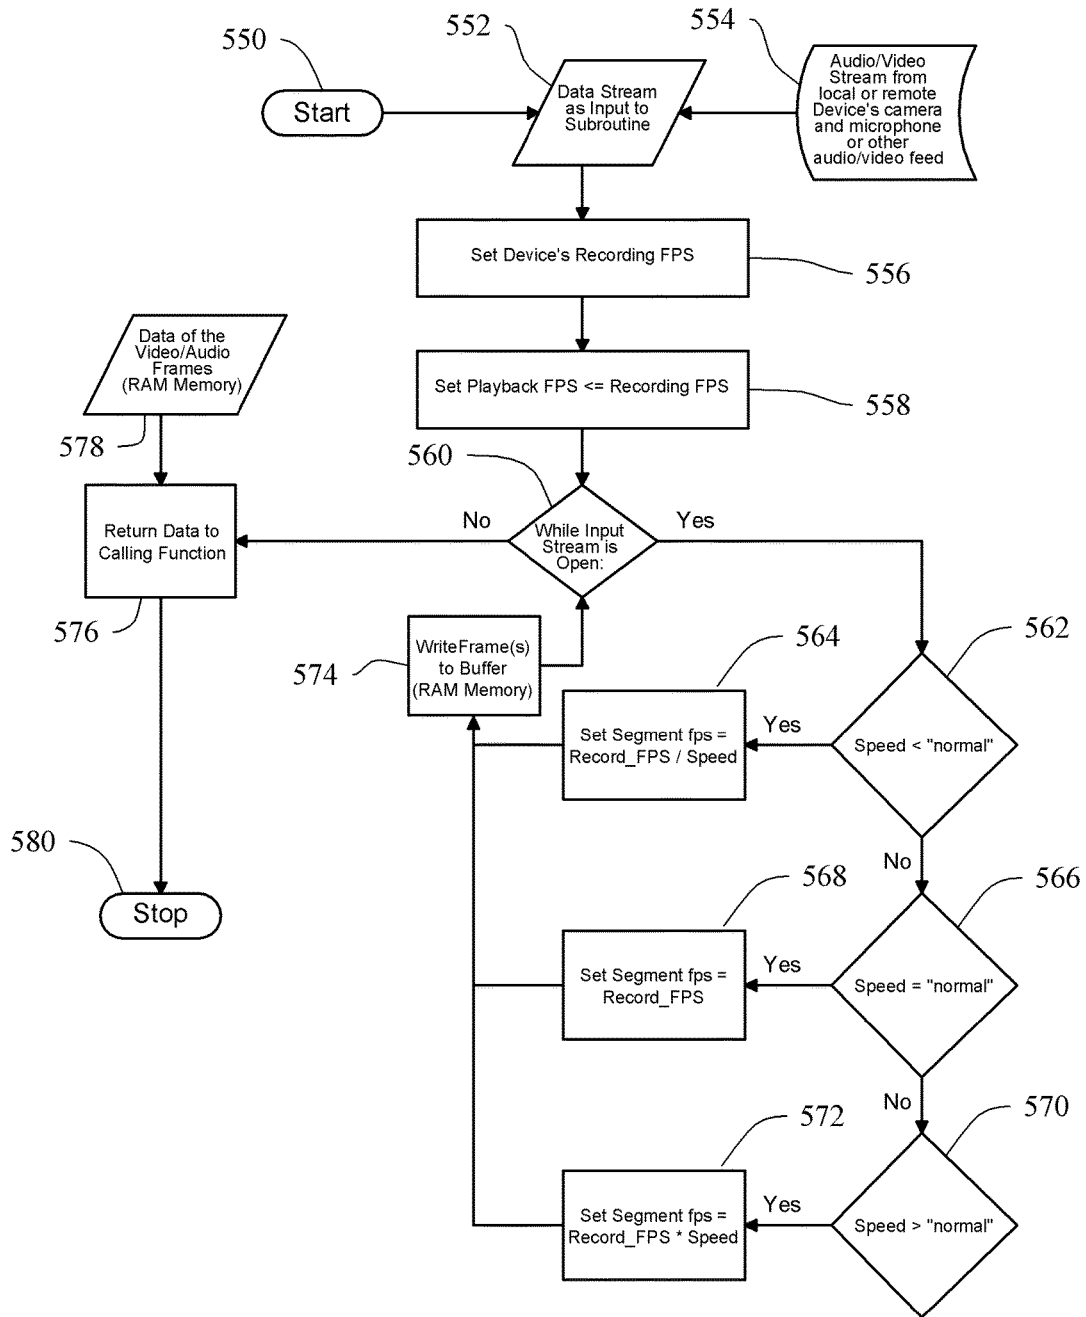 550
552
554
Start
Data Stream
as Input to
Subroutine
Audio/Video
Stream from
local or remote
Device's camera
and microphone
or other
audio/video feed
Set Device's Recording FPS
556
Data of the
Video/Audio
Frames
(RAM Memory)
578
Set Playback FPS <= Recording FPS
558
560
No
Yes
While Input
Stream is
Open:
Return Data to
Calling Function
576
WriteFrame(s)
to Buffer
(RAM Memory)
574
564
562
Set Segment fps =
Record_FPS / Speed
Yes
Speed < "normal"
No
580
Stop
568
566
Set Segment fps =
Record_FPS
Yes
Speed = "normal"
No
572
570
Set Segment fps =
Record_FPS * Speed
Yes
Speed > "normal"